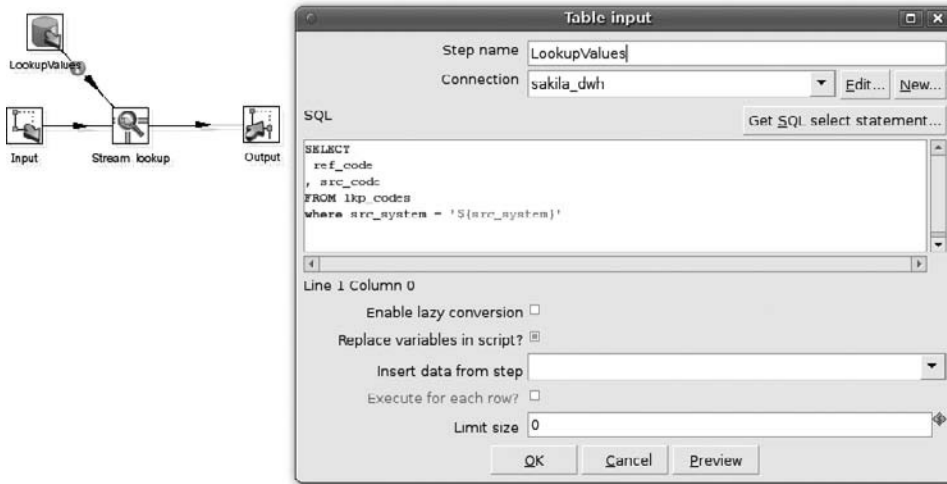 LookupValues
Input
Stream lookup
Output
Table input
Step name LookupValues
Connection sakila_dwh Edit... New...
SQL Get SQL select statement...
SELECT
ref_code
, src_code
FROM lkp_codes
where src_system = '${src_system}'
Line 1 Column 0
Enable lazy conversion
Replace variables in script?
Insert data from step
Execute for each row?
Limit size 0
OK Cancel Preview